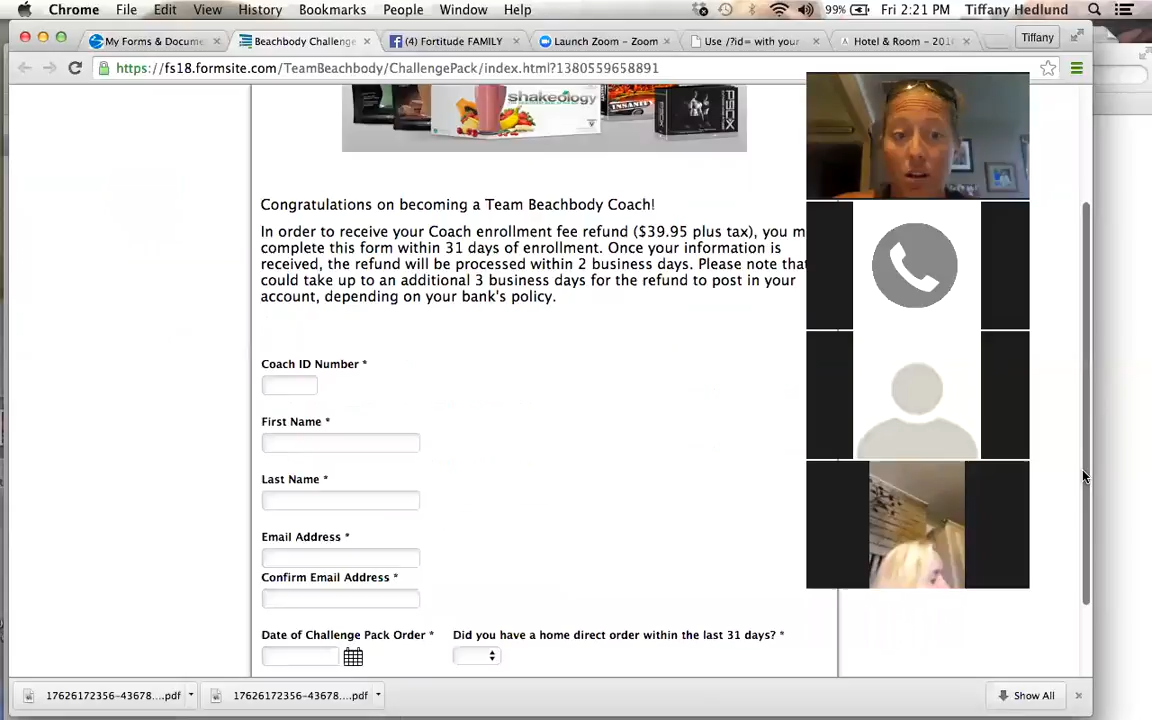 Chrome File Edit View History Bookmarks People Window Help 99% Fri 2:21 PM Tiffany Hedlund
My Forms & Docume Beachbody Challenge (4) Fortitude FAMILY Launch Zoom – Zoom Use /?id= with your Hotel & Room – 201 Tiffany
https://fs18.formsite.com/TeamBeachbody/ChallengePack/index.html?1380559658891
shakeology INSANITY P90X
Congratulations on becoming a Team Beachbody Coach!
In order to receive your Coach enrollment fee refund ($39.95 plus tax), you m
complete this form within 31 days of enrollment. Once your information is
received, the refund will be processed within 2 business days. Please note that
could take up to an additional 3 business days for the refund to post in your
account, depending on your bank's policy.
Coach ID Number *
First Name *
Last Name *
Email Address *
Confirm Email Address *
Date of Challenge Pack Order * Did you have a home direct order within the last 31 days? *
17626172356-43678....pdf 17626172356-43678....pdf Show All